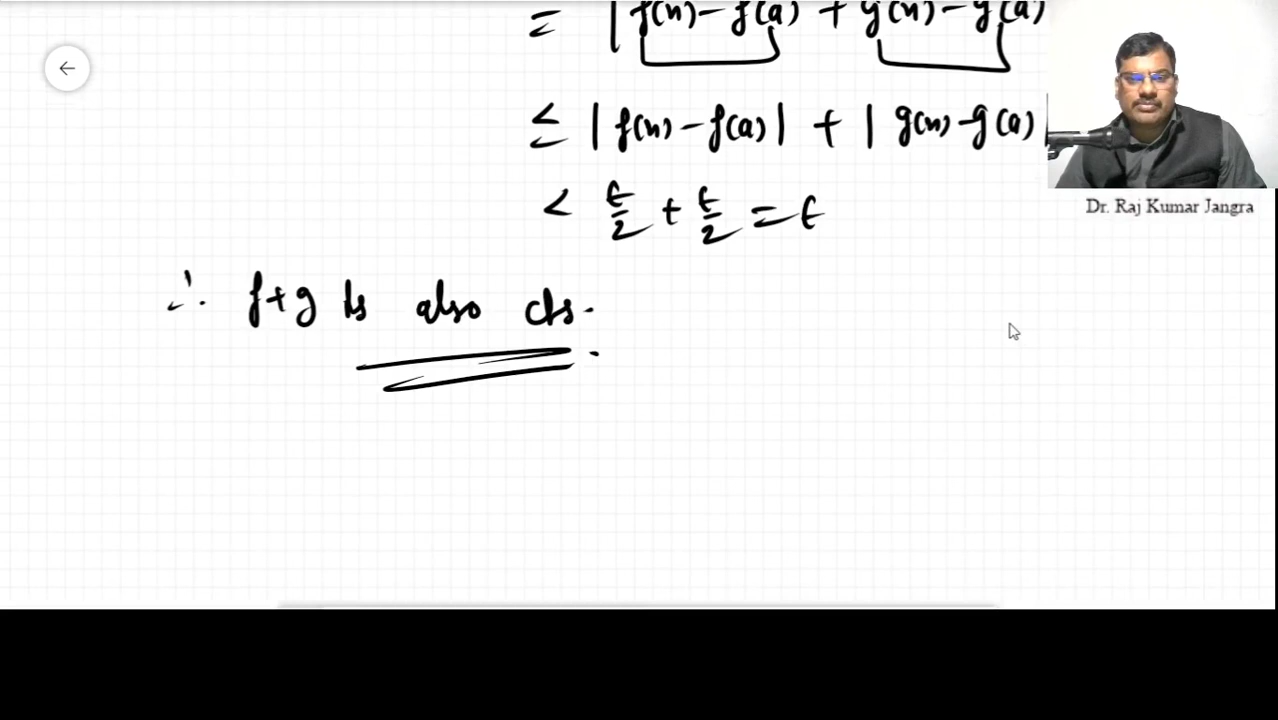 = | f(x) - f(a) + g(x) - g(a)
≤ | f(x) - f(a) | + | g(x) - g(a)
< ε/2 + ε/2 = ε
Dr. Raj Kumar Jangra
∴ f+g is also cts.